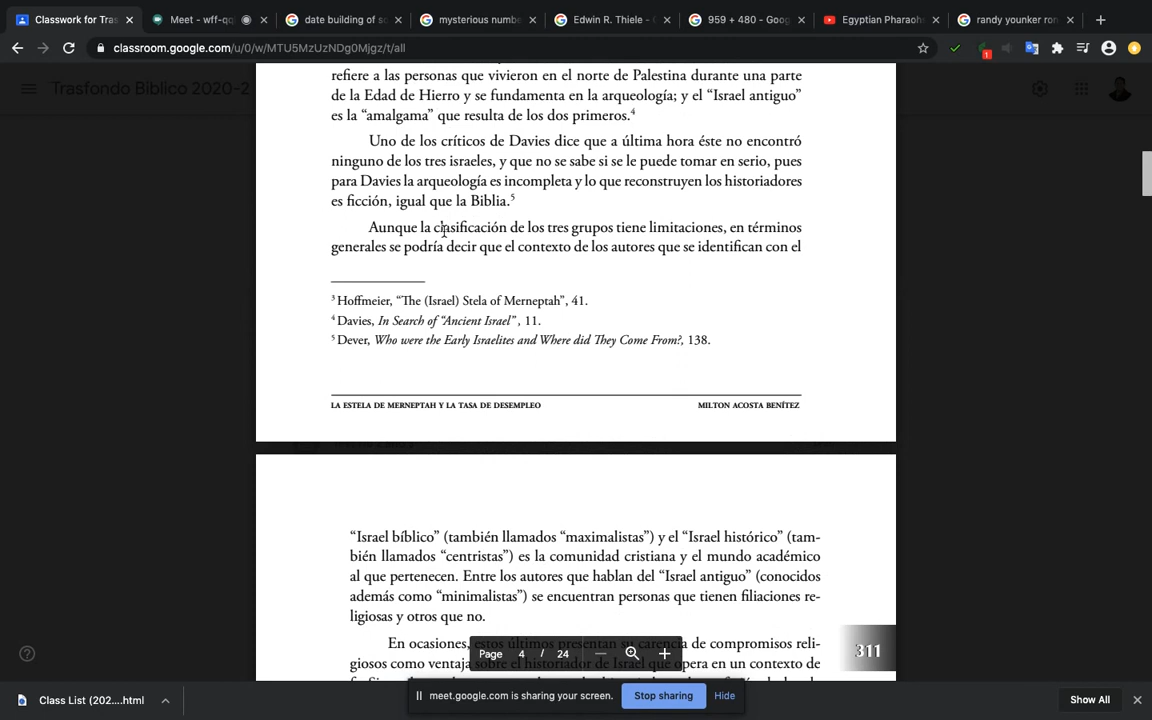 Classwork for Tras
Meet - wff-qq
date building of so
mysterious numbe
Edwin R. Thiele - G
959 + 480 - Goog
Egyptian Pharaohs
randy younker ron
classroom.google.com/u/0/w/MTU5MzUzNDg0Mjgz/t/all
1
Trasfondo Biblico 2020-2
refiere a las personas que vivieron en el norte de Palestina durante una parte
de la Edad de Hierro y se fundamenta en la arqueología; y el “Israel antiguo”
es la “amalgama” que resulta de los dos primeros.4
Uno de los críticos de Davies dice que a última hora éste no encontró
ninguno de los tres israeles, y que no se sabe si se le puede tomar en serio, pues
para Davies la arqueología es incompleta y lo que reconstruyen los historiadores
es ficción, igual que la Biblia.5
Aunque la clasificación de los tres grupos tiene limitaciones, en términos
generales se podría decir que el contexto de los autores que se identifican con el
3 Hoffmeier, “The (Israel) Stela of Merneptah”, 41.
4 Davies, In Search of “Ancient Israel” , 11.
5 Dever, Who were the Early Israelites and Where did They Come From?, 138.
LA ESTELA DE MERNEPTAH Y LA TASA DE DESEMPLEO
MILTON ACOSTA BENÍTEZ
“Israel bíblico” (también llamados “maximalistas”) y el “Israel histórico” (tam-
bién llamados “centristas”) es la comunidad cristiana y el mundo académico
al que pertenecen. Entre los autores que hablan del “Israel antiguo” (conocidos
además como “minimalistas”) se encuentran personas que tienen filiaciones re-
ligiosas y otros que no.
311
En ocasiones, estos últimos presentan su carencia de compromisos reli-
giosos como ventaja sobre el historiador de Israel que opera en un contexto de
Page 4 / 24
Class List (202....html
meet.google.com is sharing your screen.
Stop sharing
Hide
Show All